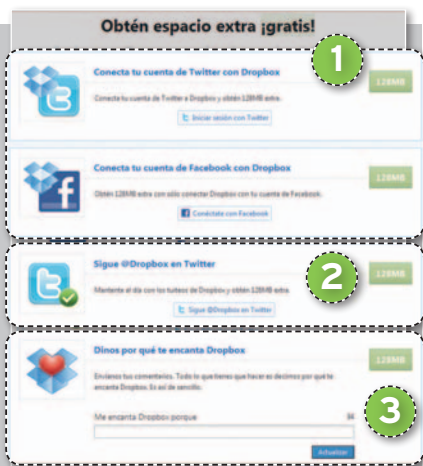 Obtén espacio extra ¡gratis!
1
Conecta tu cuenta de Twitter con Dropbox
128MB
Conecta tu cuenta de Twitter a Dropbox y obtén 128MB extra.
Iniciar sesión con Twitter
Conecta tu cuenta de Facebook con Dropbox
128MB
Obtén 128MB extra con sólo conectar Dropbox con tu cuenta de Facebook.
Conéctate con Facebook
Sigue @Dropbox en Twitter
2
128MB
Mantente al día con los tuiteos de Dropbox y obtén 128MB extra.
Sigue @Dropbox en Twitter
Dinos por qué te encanta Dropbox
128MB
Envíanos tus comentarios. Todo lo que tienes que hacer es decirnos por qué te
encanta Dropbox. Es así de sencillo.
3
Me encanta Dropbox porque
Actualizar